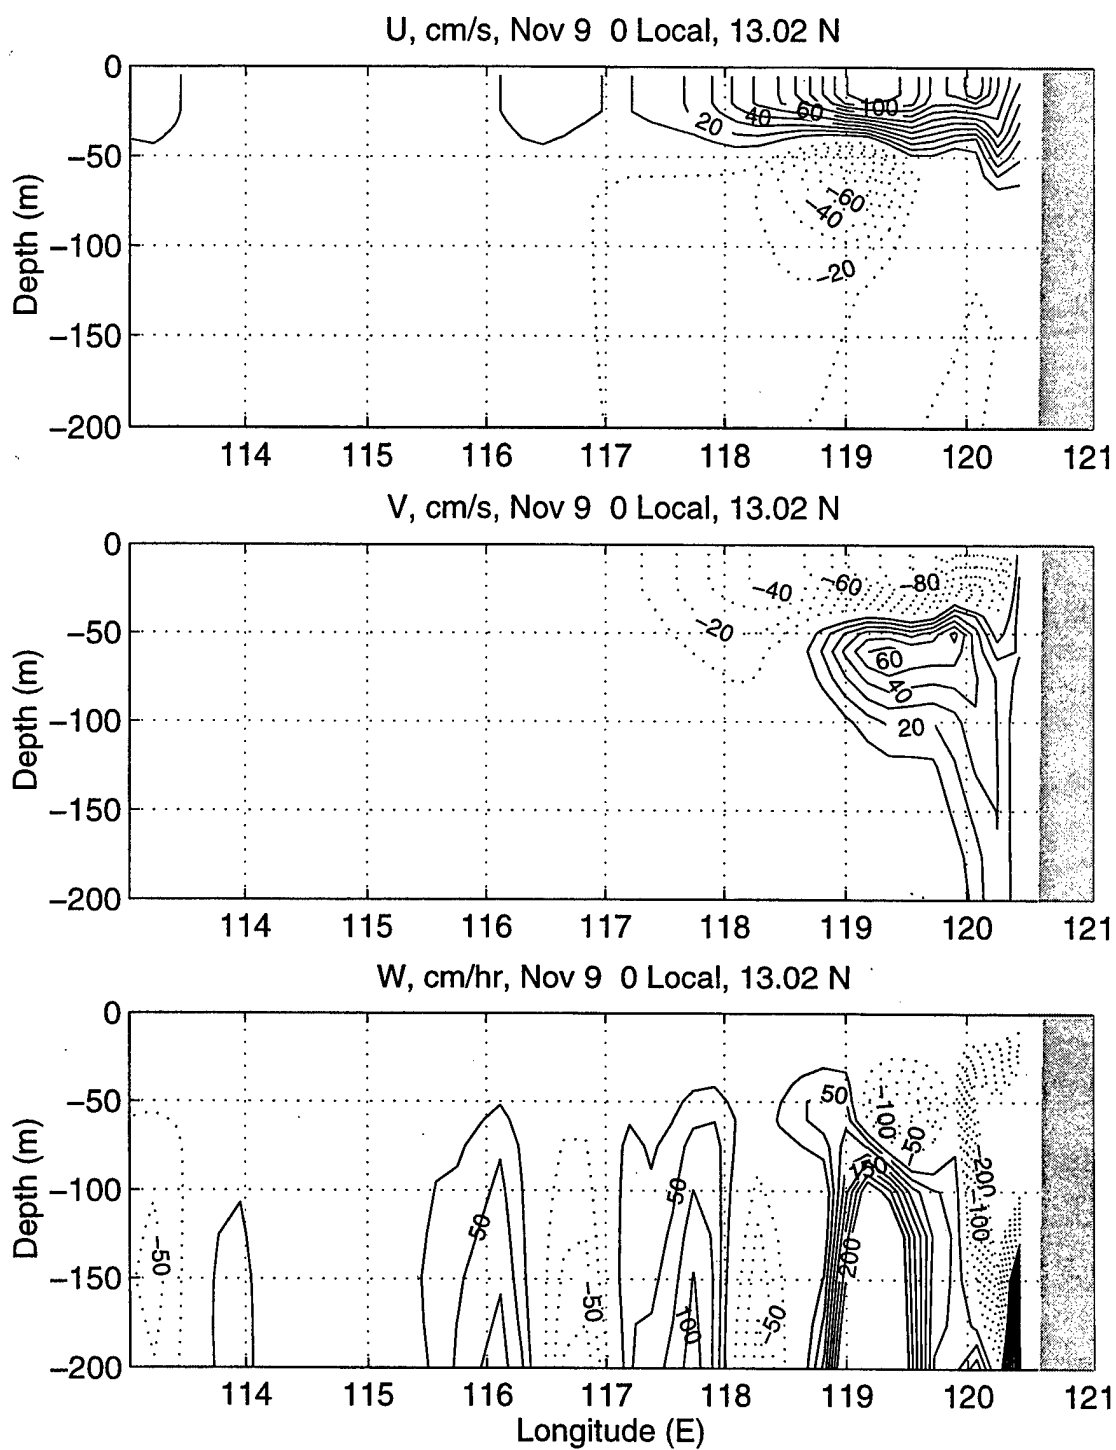 U, cm/s, Nov 9  0 Local, 13.02 N
0
−50
−100
−150
−200
Depth (m)
20 40 60 100
−60
−40
−20
114 115 116 117 118 119 120 121
V, cm/s, Nov 9  0 Local, 13.02 N
0
−50
−100
−150
−200
Depth (m)
−40 −60 −80
−20
60
40
20
114 115 116 117 118 119 120 121
W, cm/hr, Nov 9  0 Local, 13.02 N
0
−50
−100
−150
−200
Depth (m)
50 −100 −50
150 −200
50 50 −100
−50 200
−50 100 −50
114 115 116 117 118 119 120 121
Longitude (E)